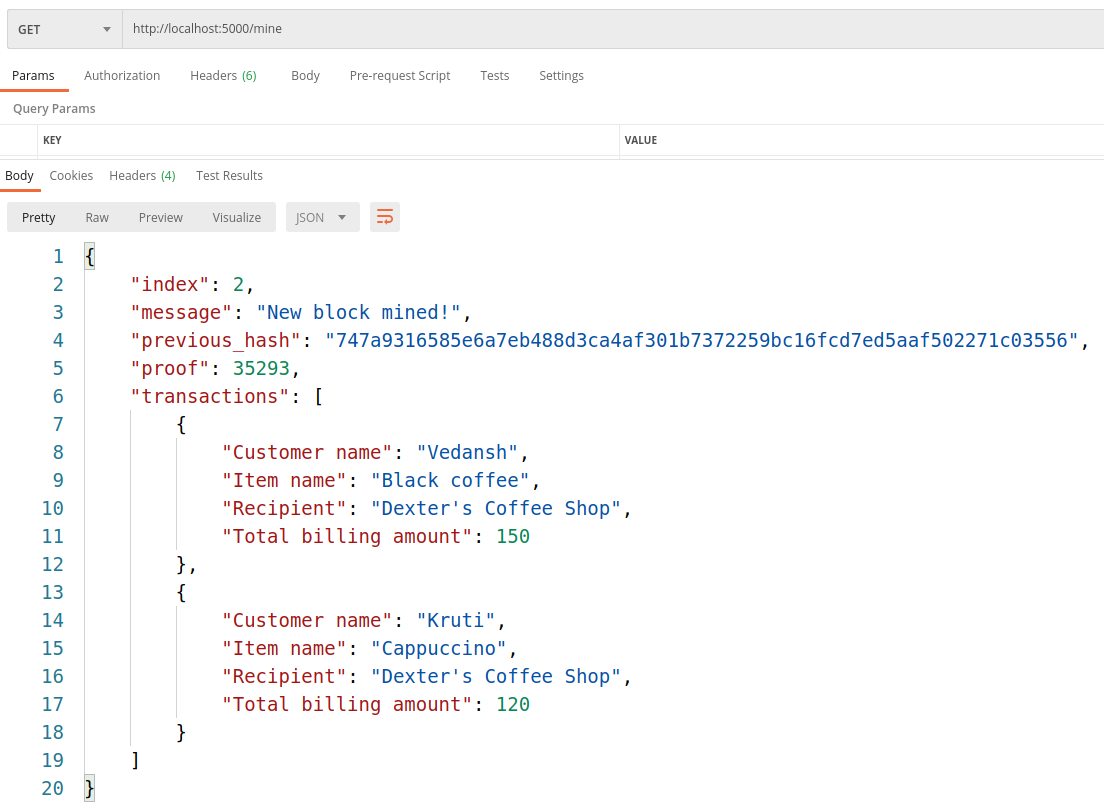 GET http://localhost:5000/mine
Params Authorization Headers (6) Body Pre-request Script Tests Settings
Query Params
KEY VALUE
Body Cookies Headers (4) Test Results
Pretty Raw Preview Visualize JSON
1 {
2 "index": 2,
3 "message": "New block mined!",
4 "previous_hash": "747a9316585e6a7eb488d3ca4af301b7372259bc16fcd7ed5aaf502271c03556",
5 "proof": 35293,
6 "transactions": [
7 {
8 "Customer name": "Vedansh",
9 "Item name": "Black coffee",
10 "Recipient": "Dexter's Coffee Shop",
11 "Total billing amount": 150
12 },
13 {
14 "Customer name": "Kruti",
15 "Item name": "Cappuccino",
16 "Recipient": "Dexter's Coffee Shop",
17 "Total billing amount": 120
18 }
19 ]
20 }